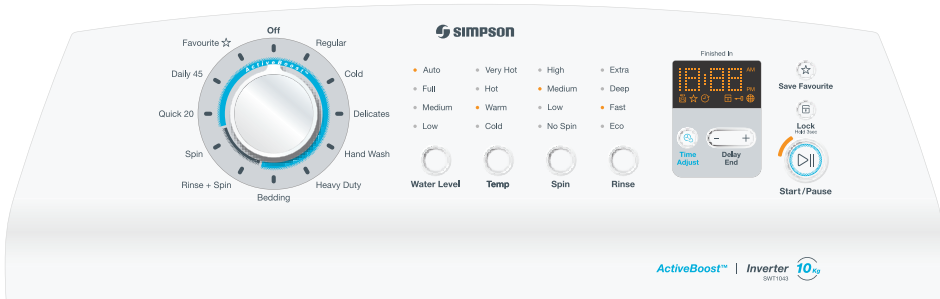 Off
Favourite ☆
Regular
Daily 45
Cold
Quick 20
Delicates
Spin
Hand Wash
Rinse + Spin
Heavy Duty
Bedding
ActiveBoost™
SIMPSON
Auto
Full
Medium
Low
Water Level
Very Hot
Hot
Warm
Cold
Temp
High
Medium
Low
No Spin
Spin
Extra
Deep
Fast
Eco
Rinse
Finished In
18:88
AM
PM
Time
Adjust
- +
Delay
End
Save Favourite
Lock
Hold 3sec
Start/Pause
ActiveBoost™ | Inverter 10Kg
SWT1043